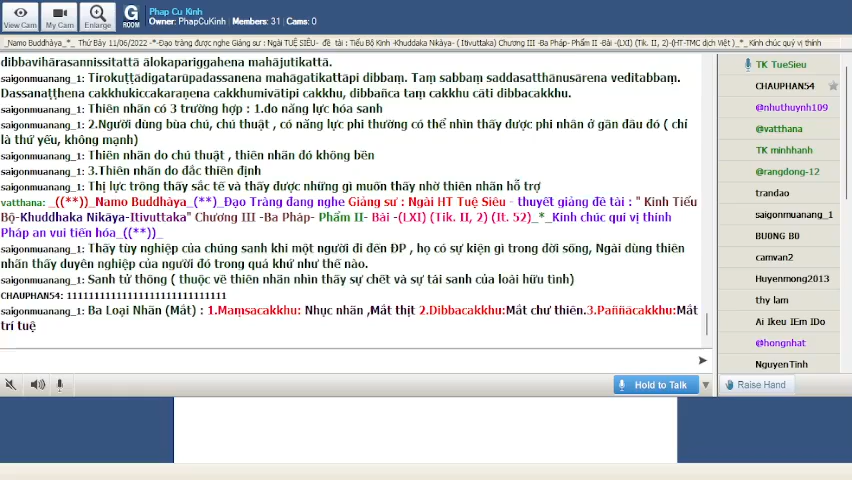 View Cam
My Cam
Enlarge
G
ROOM
Phap Cu Kinh
Owner: PhapCuKinh | Members: 31 | Cams: 0
_Namo Buddhàya_*_ Thứ Bảy 11/06/2022 -*-Đạo tràng được nghe Giảng sư : Ngài TUỆ SIÊU- đề tài : Tiểu Bộ Kinh -Khuddaka Nikàya- ( Itivuttaka) Chương III -Ba Pháp- Phẩm II -Bài -(LXI) (Tik. II, 2)-(HT-TMC dịch Việt )_*_ Kính chúc quý vị thính
dibbavihārasannissitattā ālokapariggahena mahājutikattā.
saigonmuanang_1: Tirokuṭṭādigatarūpadassanena mahāgatikattāpi dibbaṃ. Taṃ sabbaṃ saddasatthānusārena veditabbaṃ.
Dassanaṭṭhena cakkhukiccakaraṇena cakkhumivātipi cakkhu, dibbañca taṃ cakkhu cāti dibbacakkhu.
saigonmuanang_1: Thiên nhãn có 3 trường hợp : 1.do năng lực hóa sanh
saigonmuanang_1: 2.Người dùng bùa chú, chú thuật , có năng lực phi thường có thể nhìn thấy được phi nhân ở gần đâu đó ( chỉ
là thứ yếu, không mạnh)
saigonmuanang_1: Thiên nhãn do chú thuật , thiên nhãn đó không bền
saigonmuanang_1: 3.Thiên nhãn do đắc thiền định
saigonmuanang_1: Thị lực trông thấy sắc tế và thấy được những gì muốn thấy nhờ thiên nhãn hỗ trợ
vatthana: _((**))_Namo Buddhàya_(**)_Đạo Tràng đang nghe Giảng sư : Ngài HT Tuệ Siêu - thuyết giảng đề tài : " Kinh Tiểu
Bộ-Khuddhaka Nikàya-Itivuttaka" Chương III -Ba Pháp- Phẩm II- Bài -(LXI) (Tik. II, 2) (It. 52)_*_Kính chúc quí vị thính
Pháp an vui tiến hóa_((**))_
saigonmuanang_1: Thấy tùy nghiệp của chúng sanh khi một người đi đến ĐP , họ có sự kiện gì trong đời sống, Ngài dùng thiên
nhãn thấy duyên nghiệp của người đó trong quá khứ như thế nào.
saigonmuanang_1: Sanh tử thông ( thuộc về thiên nhãn nhìn thấy sự chết và sự tái sanh của loài hữu tình)
CHAUPHAN54: 11111111111111111111111111111111
saigonmuanang_1: Ba Loại Nhãn (Mắt) : 1.Maṃsacakkhu: Nhục nhãn ,Mắt thịt 2.Dibbacakkhu:Mắt chư thiên.3.Paññācakkhu:Mắt
trí tuệ
Hold to Talk
TK TueSieu
CHAUPHAN54
@nhuthuynh109
@vatthana
TK minhhanh
@rangdong-12
trandao
saigonmuanang_1
BU0NG B0
camvan2
Huyenmong2013
thy lam
Ai Ikeu IEm IDo
@hongnhat
NguyenTinh
Raise Hand